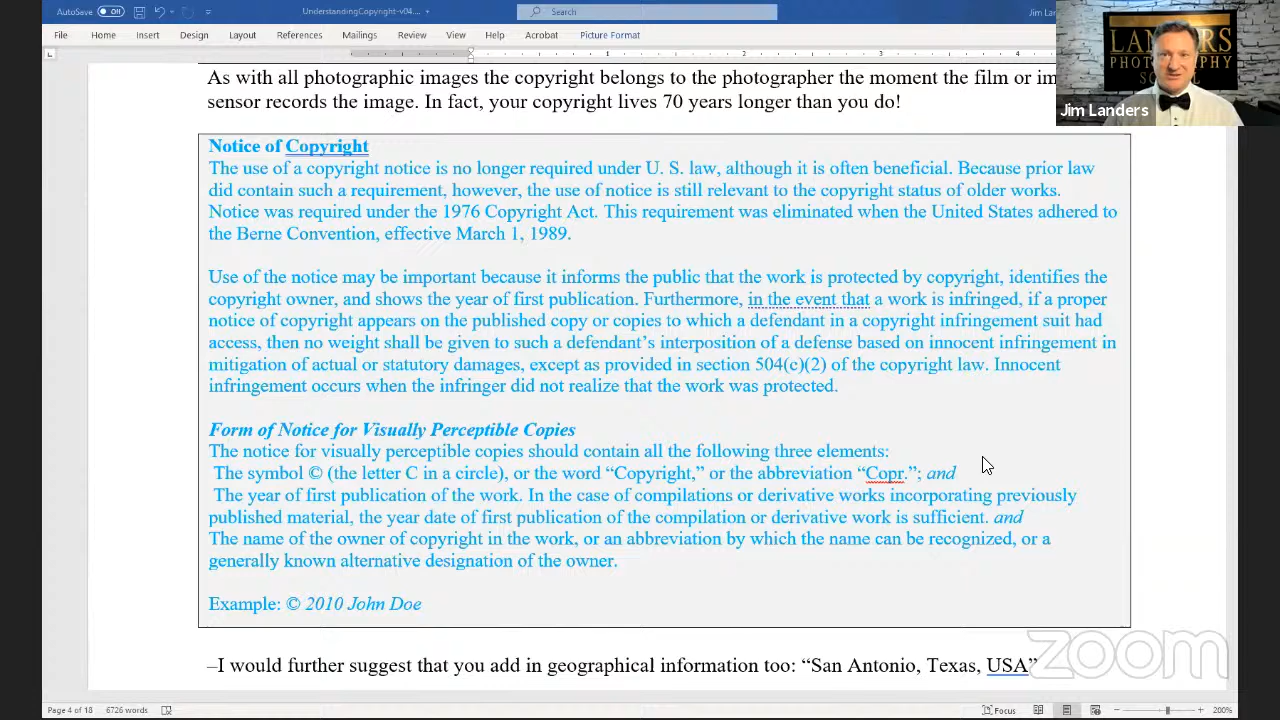 AutoSave Off UnderstandingCopyright-v04.... Search Jim Lan
File Home Insert Design Layout References Mailings Review View Help Acrobat Picture Format
1 2 3 4
LANDERS
PHOTOGRAPHY
Jim Landers
As with all photographic images the copyright belongs to the photographer the moment the film or im
sensor records the image. In fact, your copyright lives 70 years longer than you do!
Notice of Copyright
The use of a copyright notice is no longer required under U. S. law, although it is often beneficial. Because prior law
did contain such a requirement, however, the use of notice is still relevant to the copyright status of older works.
Notice was required under the 1976 Copyright Act. This requirement was eliminated when the United States adhered to
the Berne Convention, effective March 1, 1989.
Use of the notice may be important because it informs the public that the work is protected by copyright, identifies the
copyright owner, and shows the year of first publication. Furthermore, in the event that a work is infringed, if a proper
notice of copyright appears on the published copy or copies to which a defendant in a copyright infringement suit had
access, then no weight shall be given to such a defendant’s interposition of a defense based on innocent infringement in
mitigation of actual or statutory damages, except as provided in section 504(c)(2) of the copyright law. Innocent
infringement occurs when the infringer did not realize that the work was protected.
Form of Notice for Visually Perceptible Copies
The notice for visually perceptible copies should contain all the following three elements:
The symbol © (the letter C in a circle), or the word “Copyright,” or the abbreviation “Copr.”; and
The year of first publication of the work. In the case of compilations or derivative works incorporating previously
published material, the year date of first publication of the compilation or derivative work is sufficient. and
The name of the owner of copyright in the work, or an abbreviation by which the name can be recognized, or a
generally known alternative designation of the owner.
Example: © 2010 John Doe
–I would further suggest that you add in geographical information too: “San Antonio, Texas, USA”
zoom
Page 4 of 18 6726 words Focus 200%